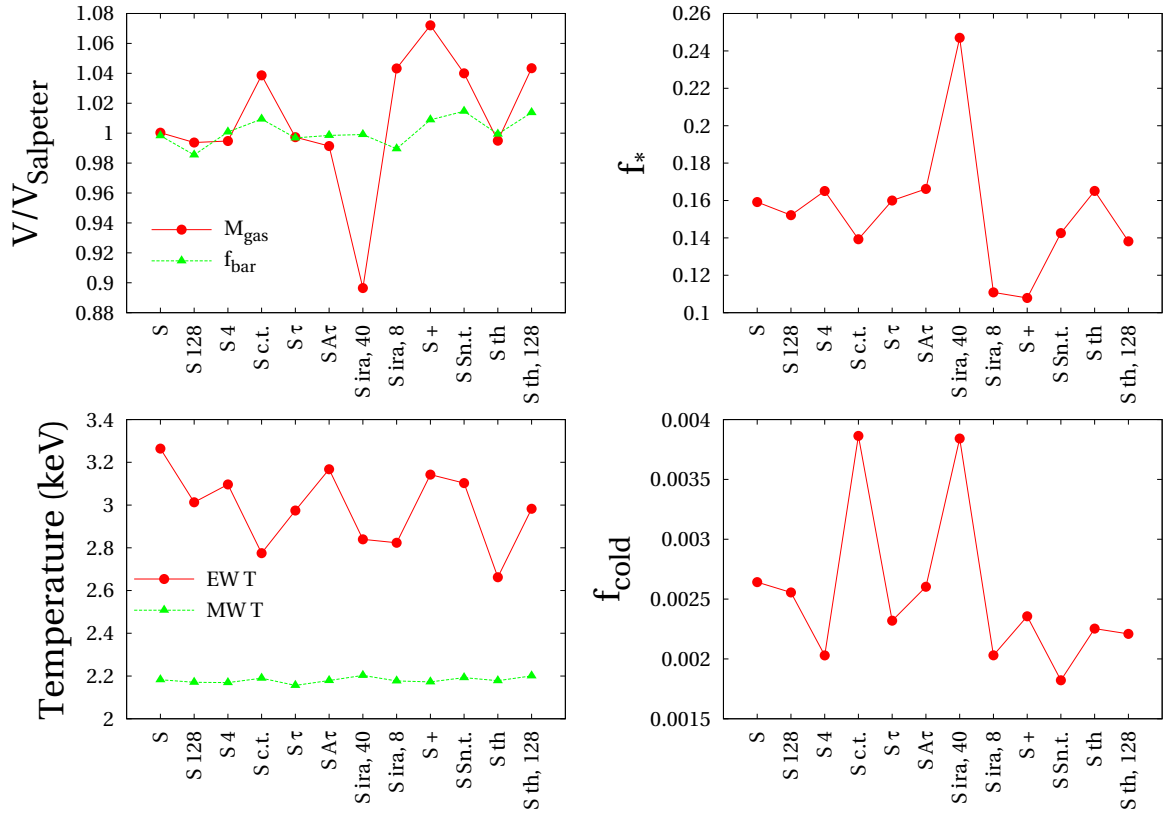 V/V_Salpeter
1.08
1.06
1.04
1.02
1
0.98
0.96
0.94
0.92
0.9
0.88
M_gas
f_bar
S
S 128
S 4
S c.t.
S τ
S Aτ
S ira, 40
S ira, 8
S +
S Sn.t.
S th
S th, 128
f_*
0.26
0.24
0.22
0.2
0.18
0.16
0.14
0.12
0.1
S
S 128
S 4
S c.t.
S τ
S Aτ
S ira, 40
S ira, 8
S +
S Sn.t.
S th
S th, 128
Temperature (keV)
3.4
3.2
3
2.8
2.6
2.4
2.2
2
EW T
MW T
S
S 128
S 4
S c.t.
S τ
S Aτ
S ira, 40
S ira, 8
S +
S Sn.t.
S th
S th, 128
f_cold
0.004
0.0035
0.003
0.0025
0.002
0.0015
S
S 128
S 4
S c.t.
S τ
S Aτ
S ira, 40
S ira, 8
S +
S Sn.t.
S th
S th, 128